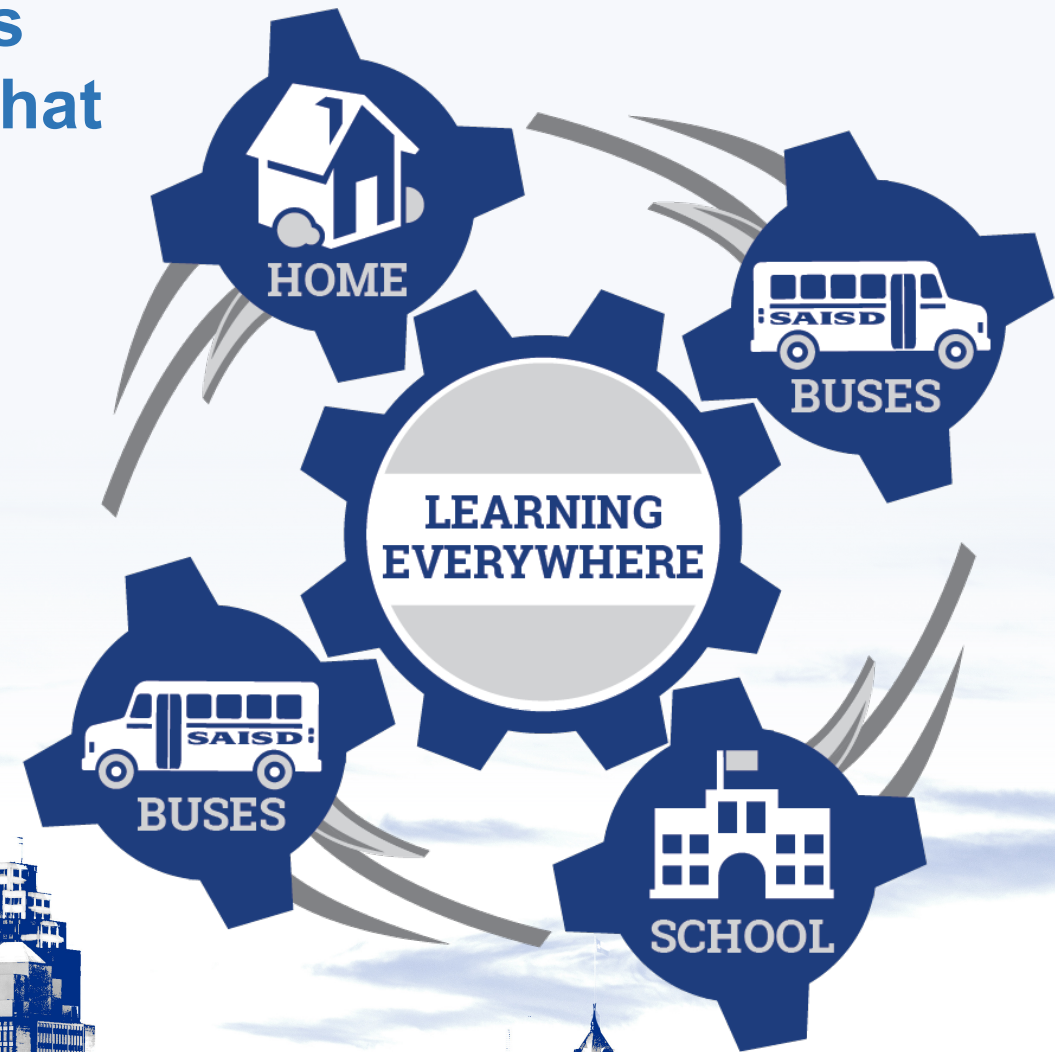 s
hat
HOME
SAISD
BUSES
LEARNING
EVERYWHERE
SAISD
BUSES
SCHOOL